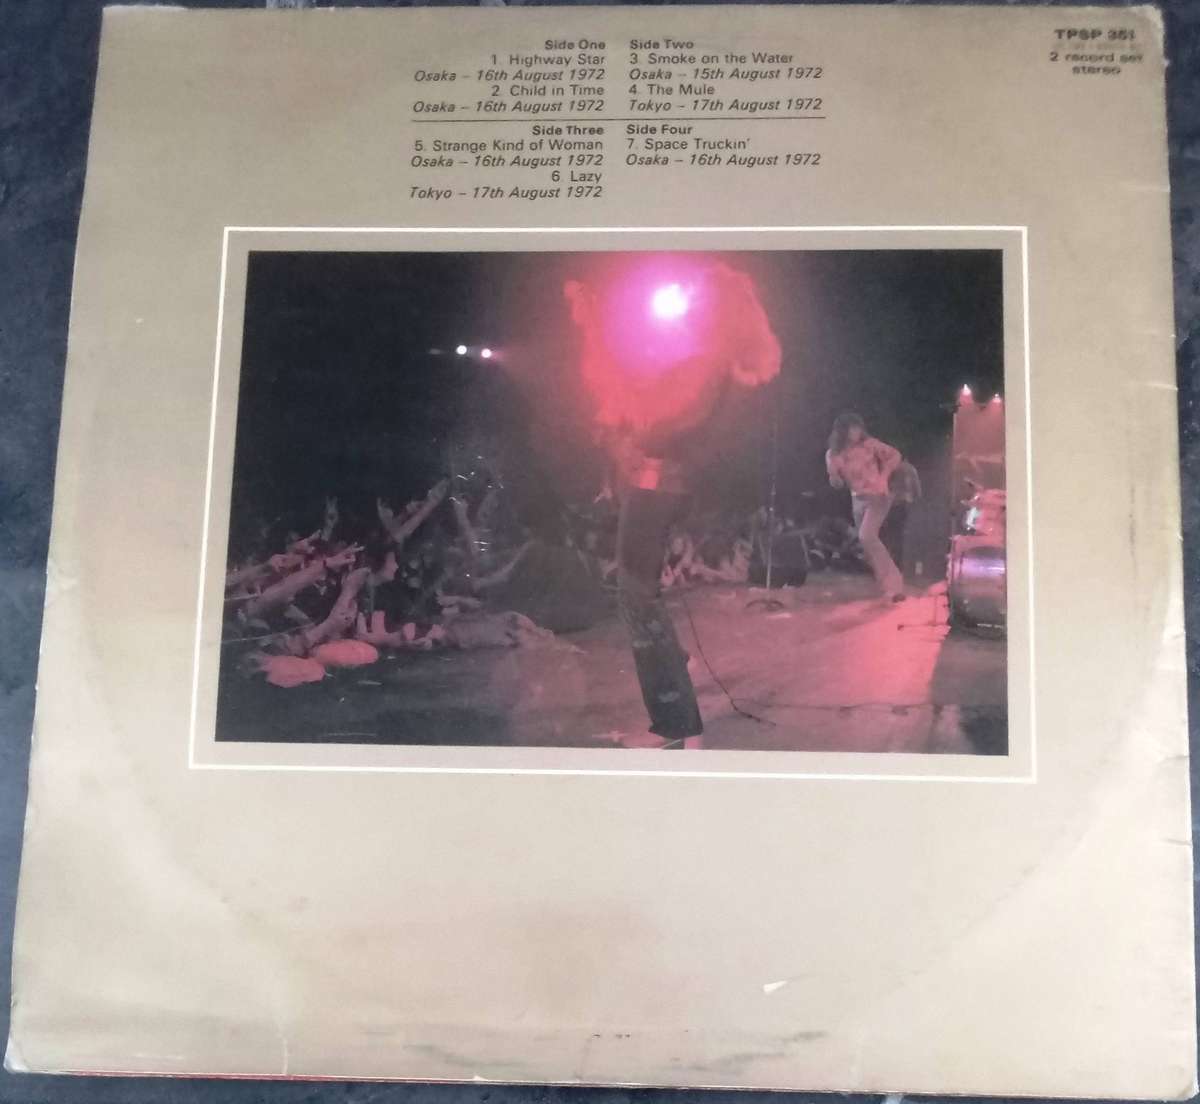 Side One
1. Highway Star
Osaka – 16th August 1972
2. Child in Time
Osaka – 16th August 1972
Side Two
3. Smoke on the Water
Osaka – 15th August 1972
4. The Mule
Tokyo – 17th August 1972
Side Three
5. Strange Kind of Woman
Osaka – 16th August 1972
6. Lazy
Tokyo – 17th August 1972
Side Four
7. Space Truckin'
Osaka – 16th August 1972
TPSP 351
2 record set
stereo